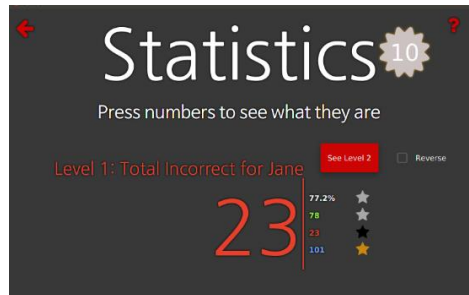 ?
Statistics 10
Press numbers to see what they are
See Level 2 Reverse
Level 1: Total Incorrect for Jane
23
77.2%
78
23
101